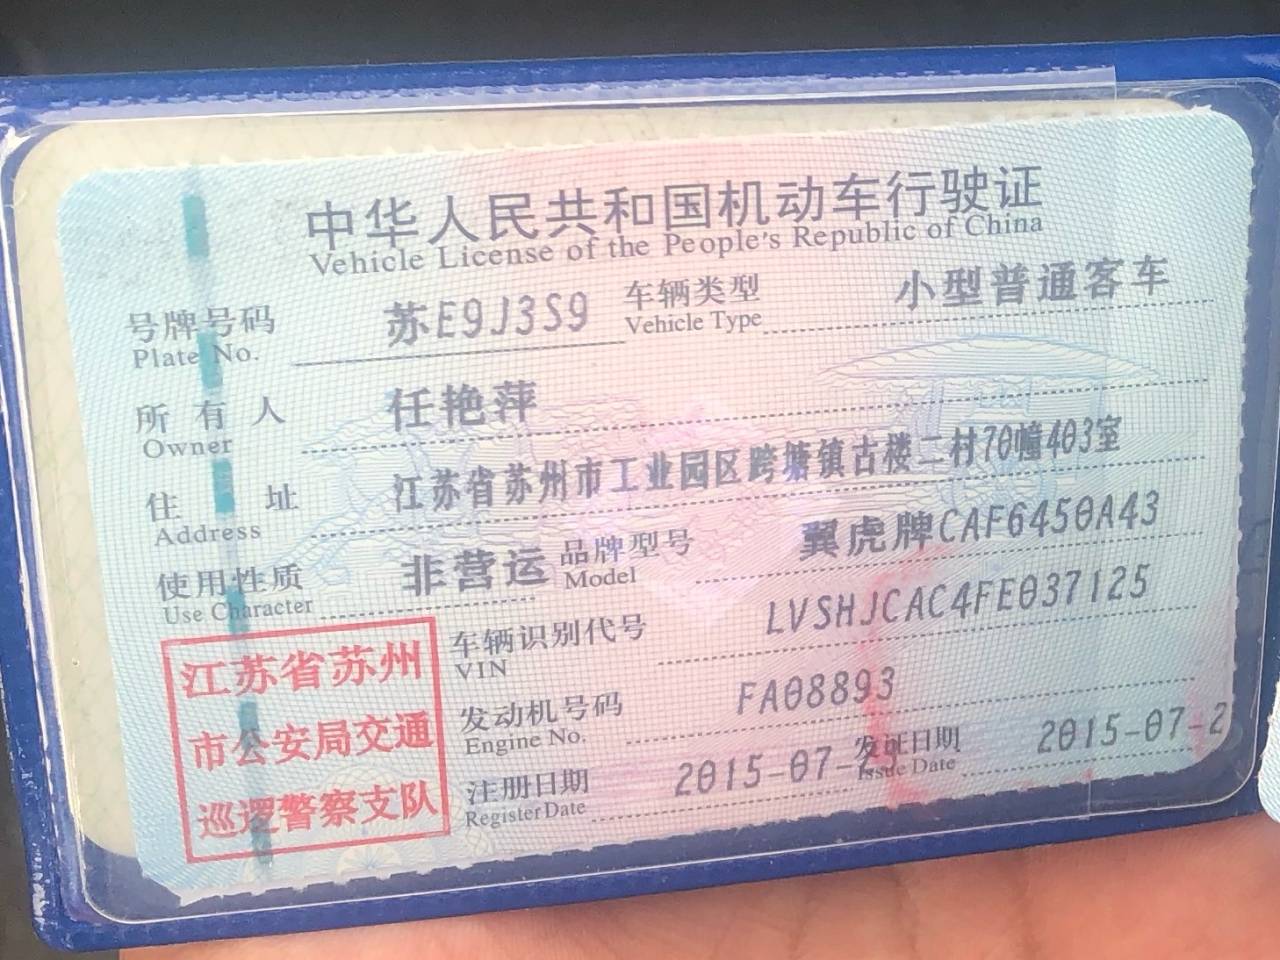 中华人民共和国机动车行驶证
Vehicle License of the People's Republic of China
号牌号码 苏E9J3S9 车辆类型 小型普通客车
Plate No. Vehicle Type
所有人 任艳萍
Owner
住址 江苏省苏州市工业园区跨塘镇古楼二村70幢403室
Address
使用性质 非营运 品牌型号 翼虎牌CAF6450A43
Use Character Model
车辆识别代号 LVSHJCAC4FE037125
VIN
发动机号码 FA08893
Engine No.
注册日期 2015-07- 发证日期 2015-07-2
Register Date Issue Date
江苏省苏州
市公安局交通
巡逻警察支队